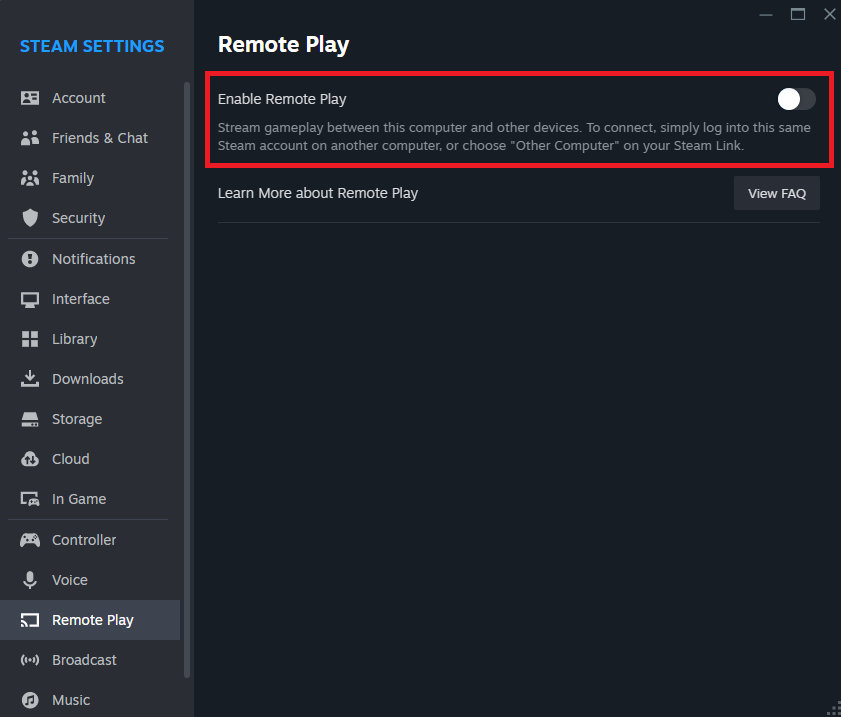 STEAM SETTINGS
Account
Friends & Chat
Family
Security
Notifications
Interface
Library
Downloads
Storage
Cloud
In Game
Controller
Voice
Remote Play
Broadcast
Music
Remote Play
Enable Remote Play
Stream gameplay between this computer and other devices. To connect, simply log into this same
Steam account on another computer, or choose "Other Computer" on your Steam Link.
Learn More about Remote Play
View FAQ